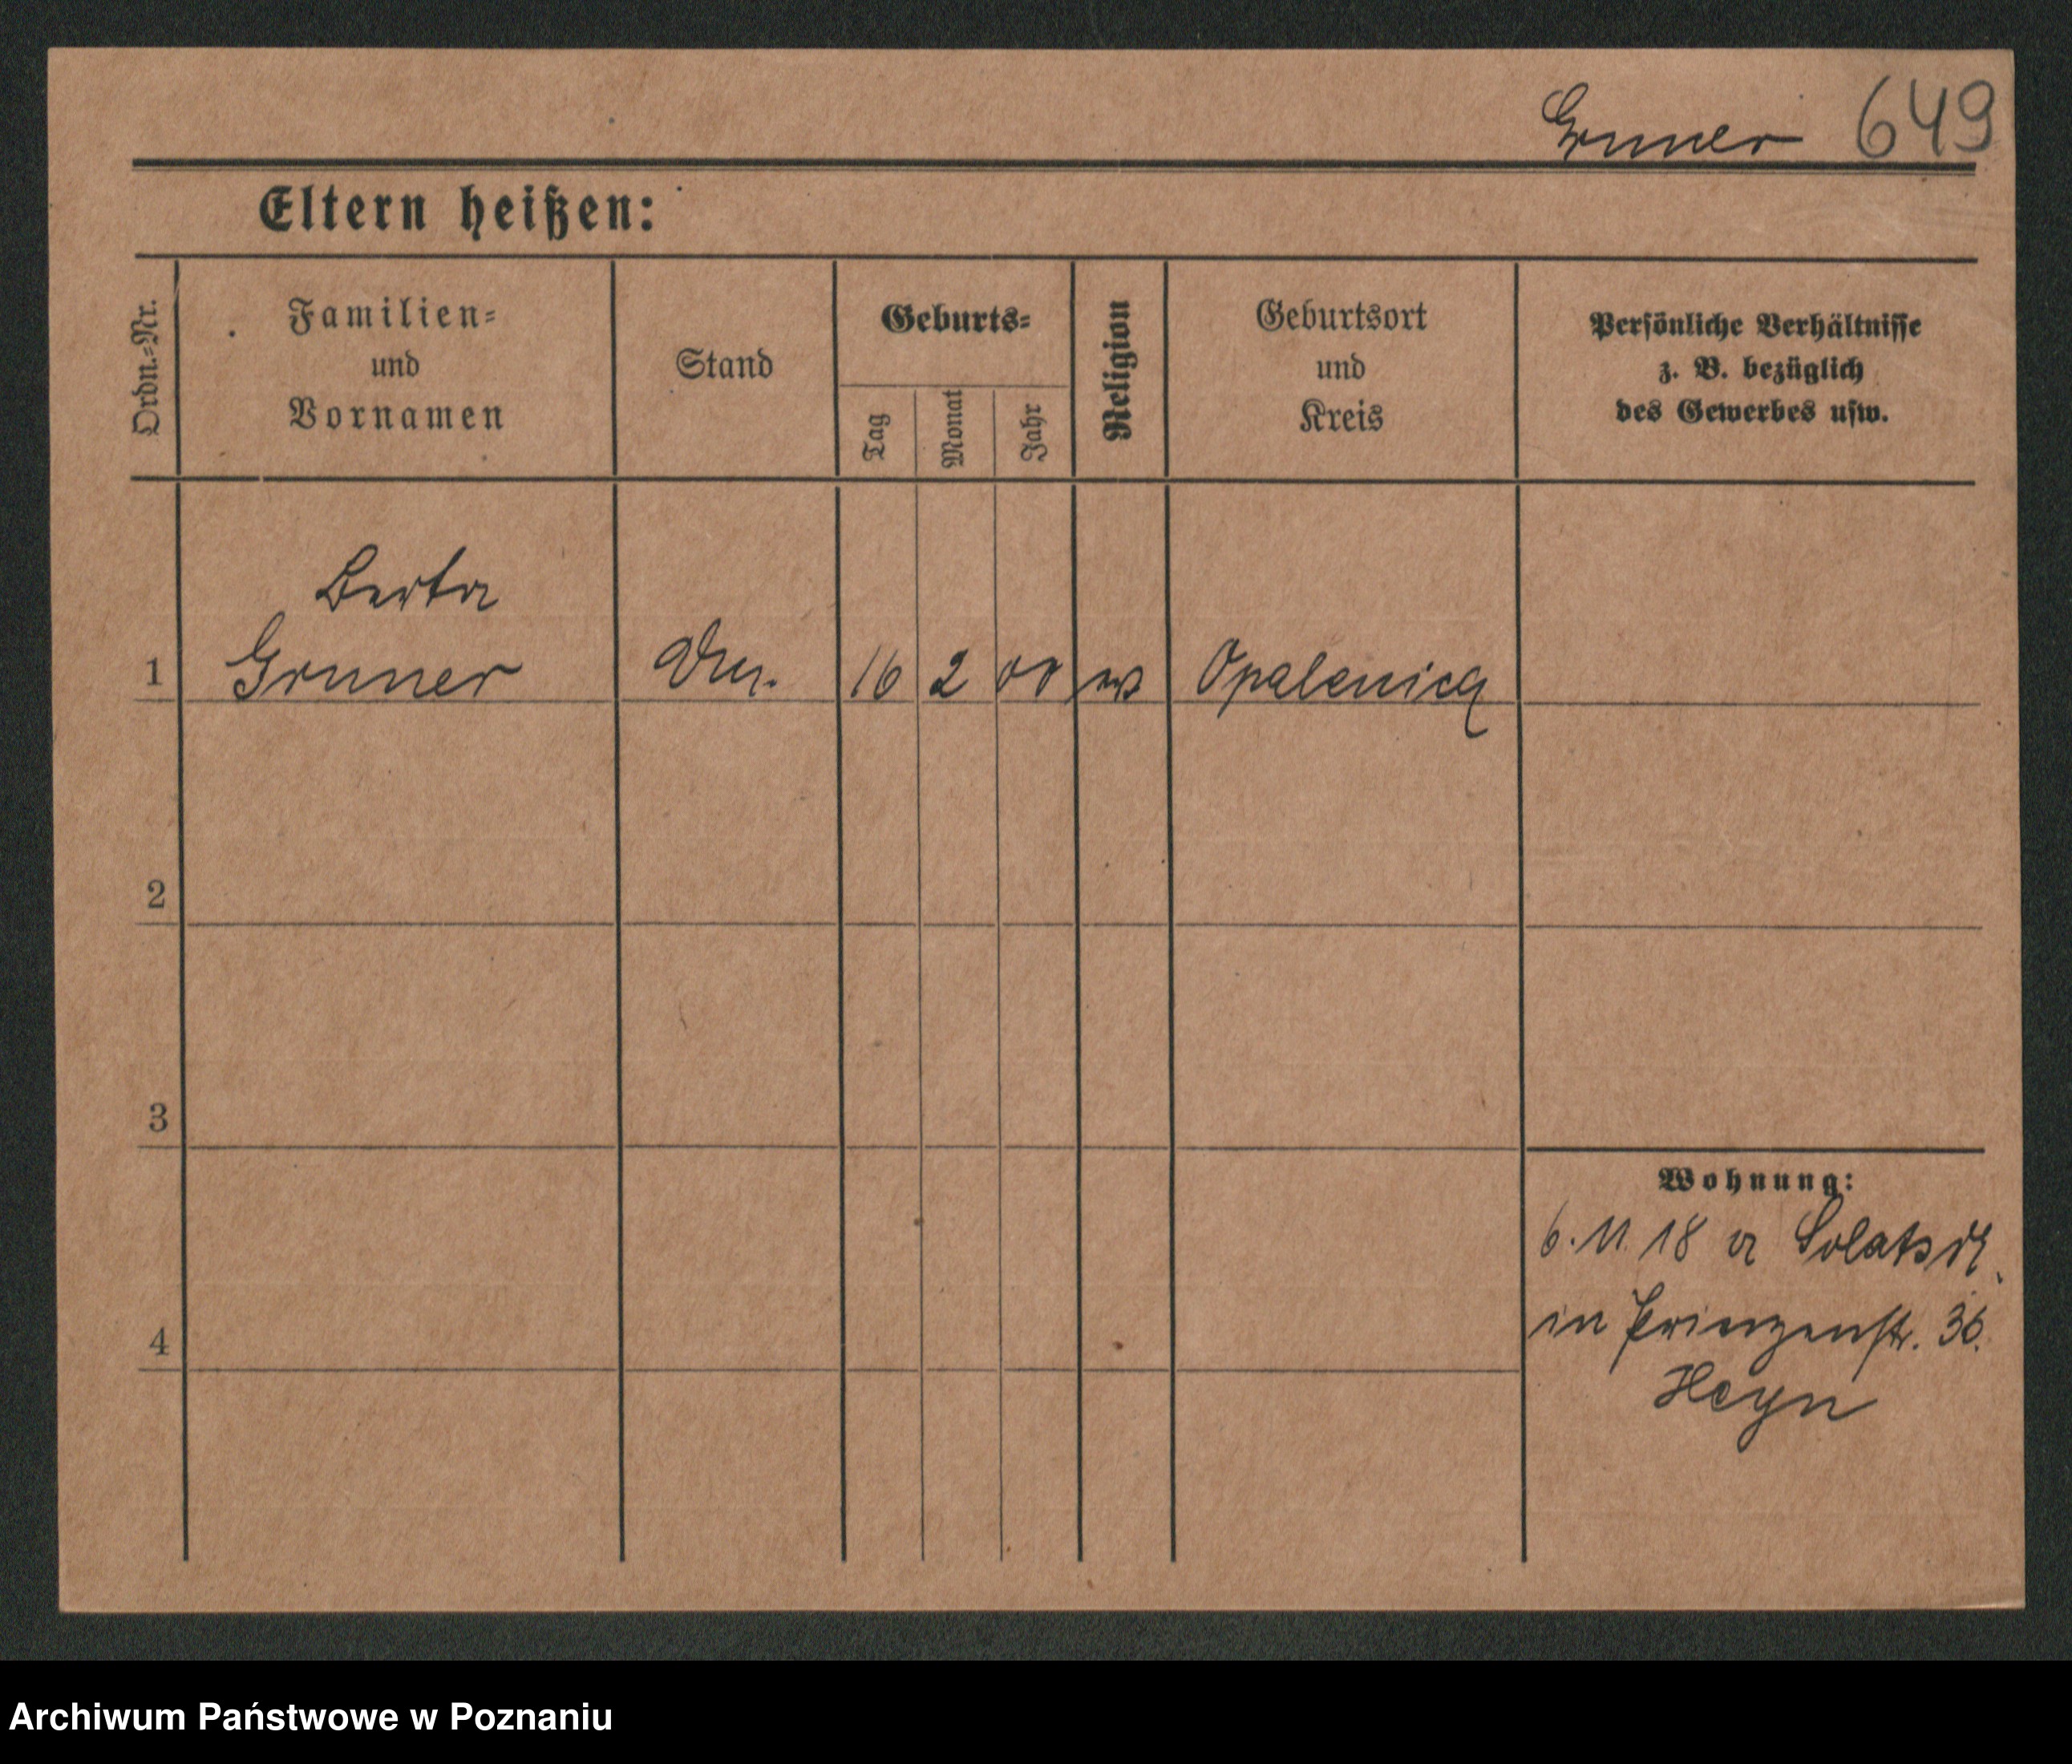 Gruner 649
Eltern heißen:
Ordn.-Nr.
Familien-
und
Vornamen
Stand
Geburts-
Tag
Monat
Jahr
Religion
Geburtsort
und
Kreis
Persönliche Verhältnisse
z. B. bezüglich
des Gewerbes usw.
Berta
1 Gruner 16 2 00 Opalenica
2
3
4
Wohnung:
6. 11. 18 a
in Prinzenstr. 36.
Heyn
Archiwum Państwowe w Poznaniu